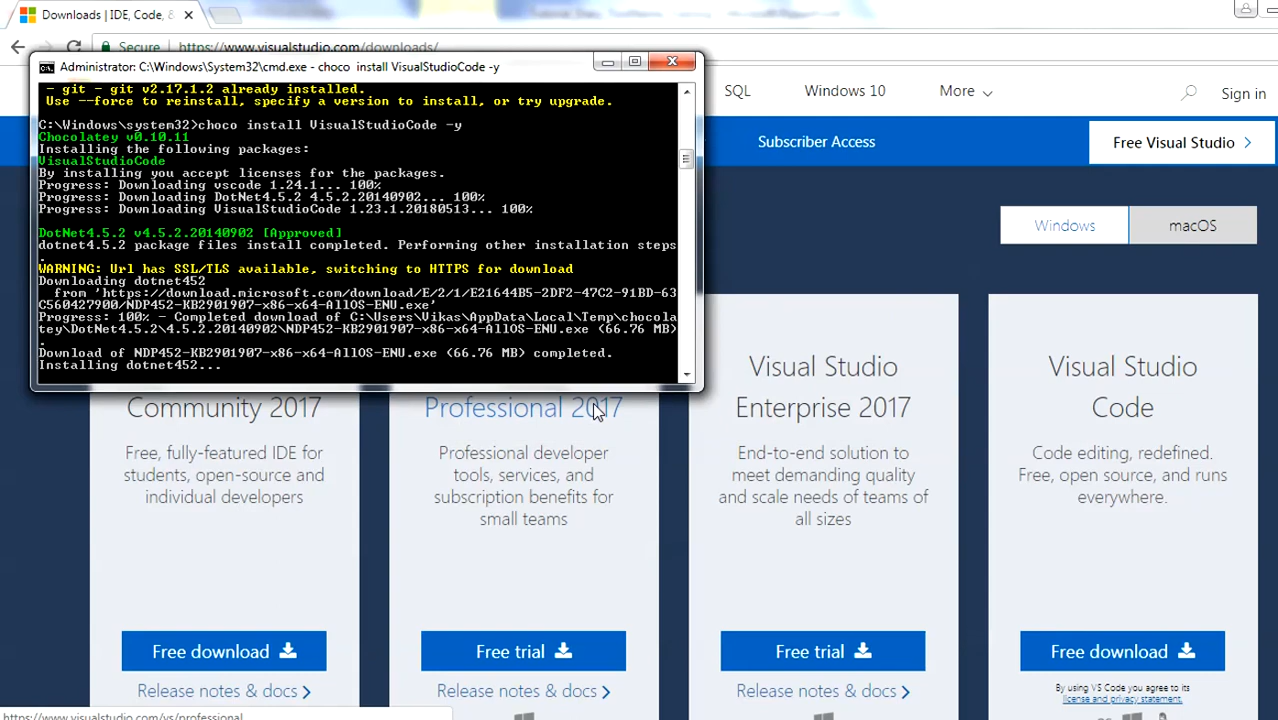 Downloads | IDE, Code, &
Secure https://www.visualstudio.com/downloads/
Administrator: C:\Windows\System32\cmd.exe - choco install VisualStudioCode -y
- git - git v2.17.1.2 already installed.
Use --force to reinstall, specify a version to install, or try upgrade.
C:\Windows\system32>choco install VisualStudioCode -y
Chocolatey v0.10.11
Installing the following packages:
VisualStudioCode
By installing you accept licenses for the packages.
Progress: Downloading vscode 1.24.1... 100%
Progress: Downloading DotNet4.5.2 4.5.2.20140902... 100%
Progress: Downloading VisualStudioCode 1.23.1.20180513... 100%
DotNet4.5.2 v4.5.2.20140902 [Approved]
dotnet4.5.2 package files install completed. Performing other installation steps
.
WARNING: Url has SSL/TLS available, switching to HTTPS for download
Downloading dotnet452
from 'https://download.microsoft.com/download/E/2/1/E21644B5-2DF2-47C2-91BD-63
C560427900/NDP452-KB2901907-x86-x64-AllOS-ENU.exe'
Progress: 100% - Completed download of C:\Users\Vikas\AppData\Local\Temp\chocola
tey\DotNet4.5.2\4.5.2.20140902\NDP452-KB2901907-x86-x64-AllOS-ENU.exe (66.76 MB)
.
Download of NDP452-KB2901907-x86-x64-AllOS-ENU.exe (66.76 MB) completed.
Installing dotnet452...
SQL Windows 10 More Sign in
Subscriber Access Free Visual Studio
Windows macOS
Community 2017
Free, fully-featured IDE for
students, open-source and
individual developers
Free download
Release notes & docs
Professional 2017
Professional developer
tools, services, and
subscription benefits for
small teams
Free trial
Release notes & docs
Visual Studio
Enterprise 2017
End-to-end solution to
meet demanding quality
and scale needs of teams of
all sizes
Free trial
Release notes & docs
Visual Studio
Code
Code editing, redefined.
Free, open source, and runs
everywhere.
Free download
By using VS Code you agree to its
license and privacy statement.
https://www.visualstudio.com/vs/professional